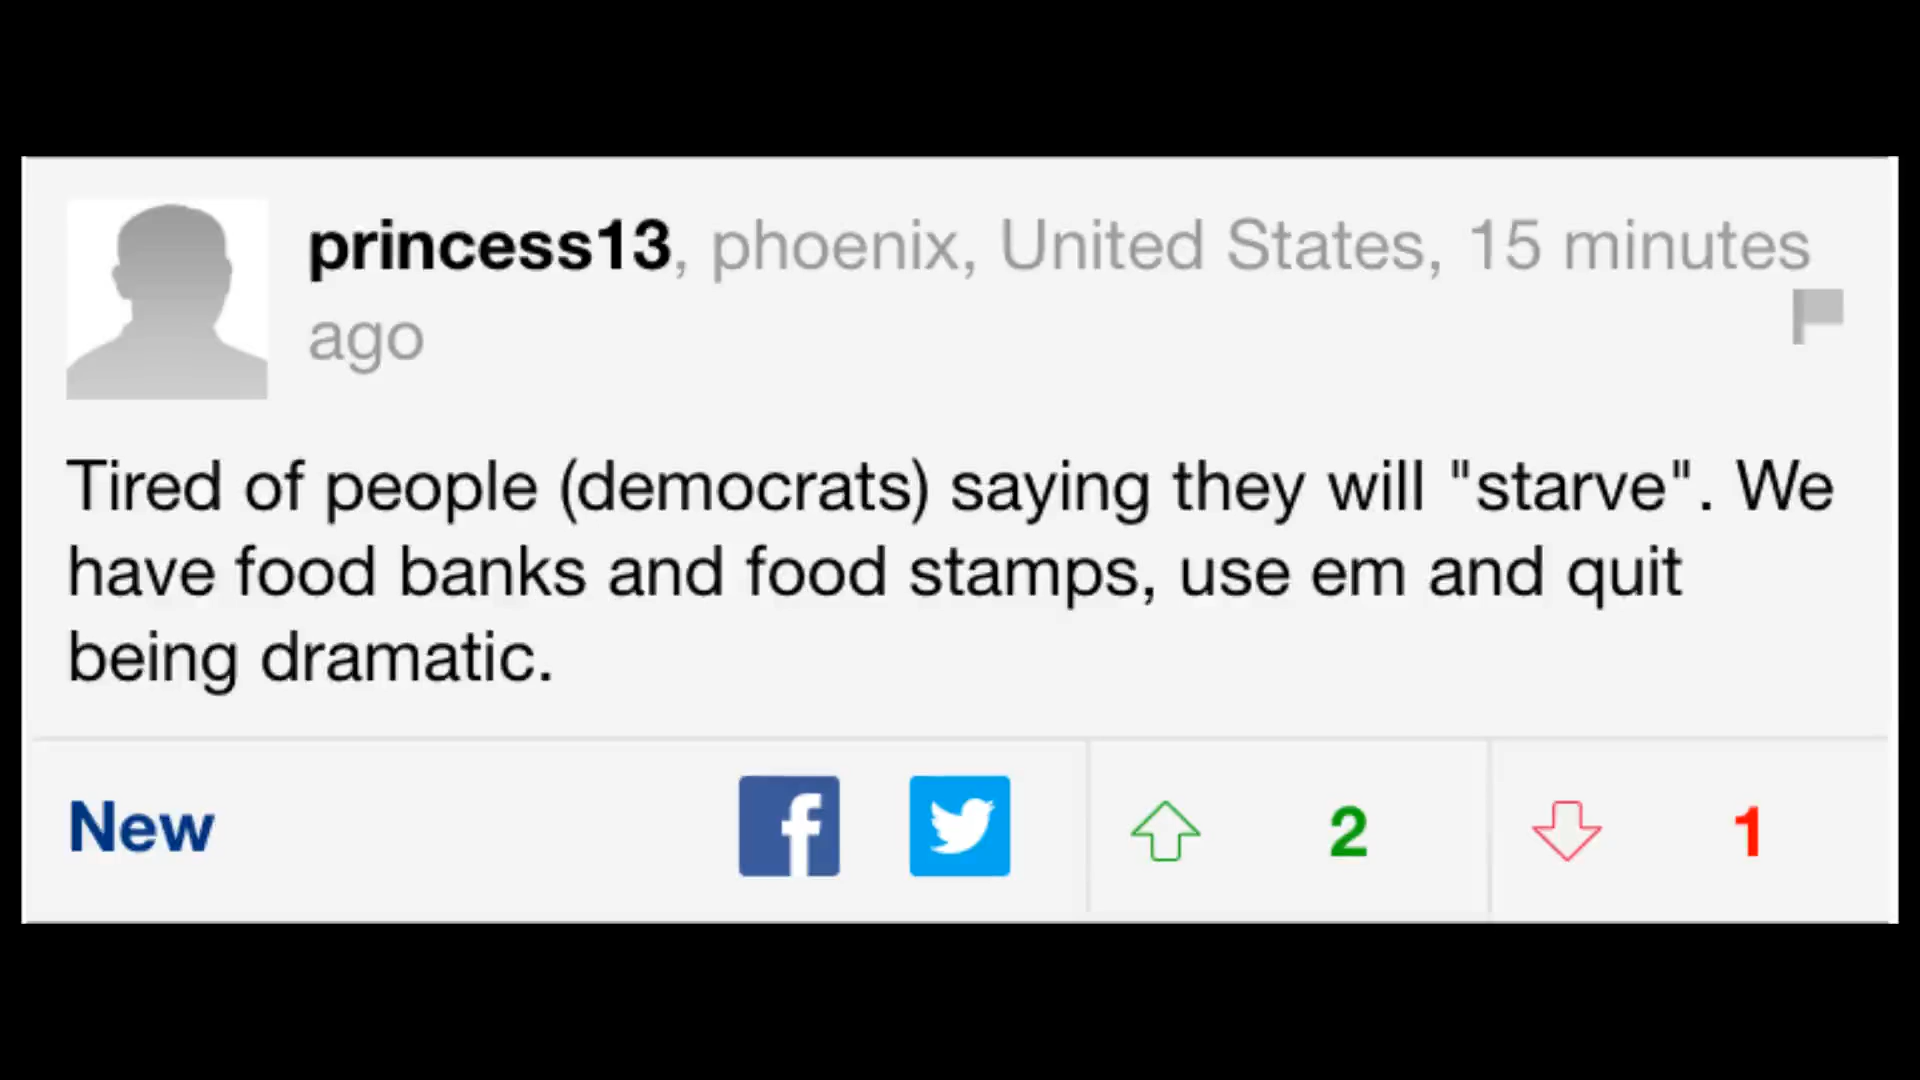 princess13, phoenix, United States, 15 minutes
ago
Tired of people (democrats) saying they will "starve". We
have food banks and food stamps, use em and quit
being dramatic.
New 2 1